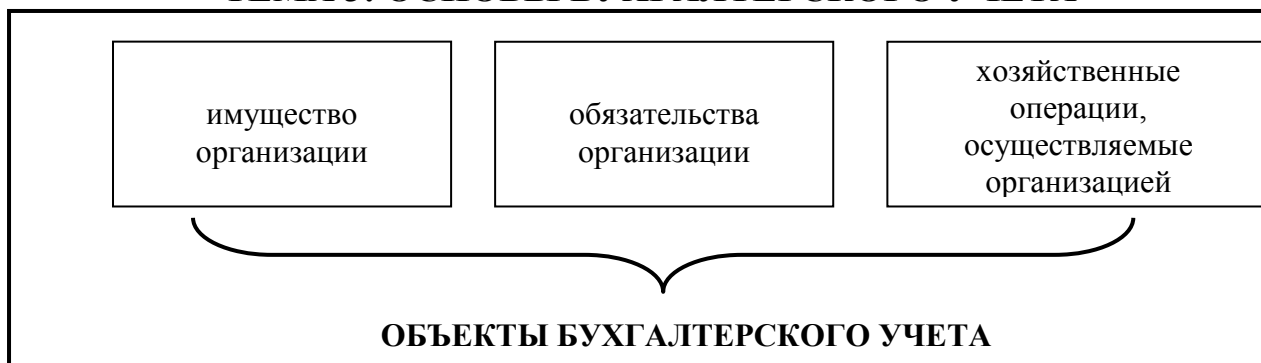 имущество
организации
обязательства
организации
хозяйственные
операции,
осуществляемые
организацией
ОБЪЕКТЫ БУХГАЛТЕРСКОГО УЧЕТА